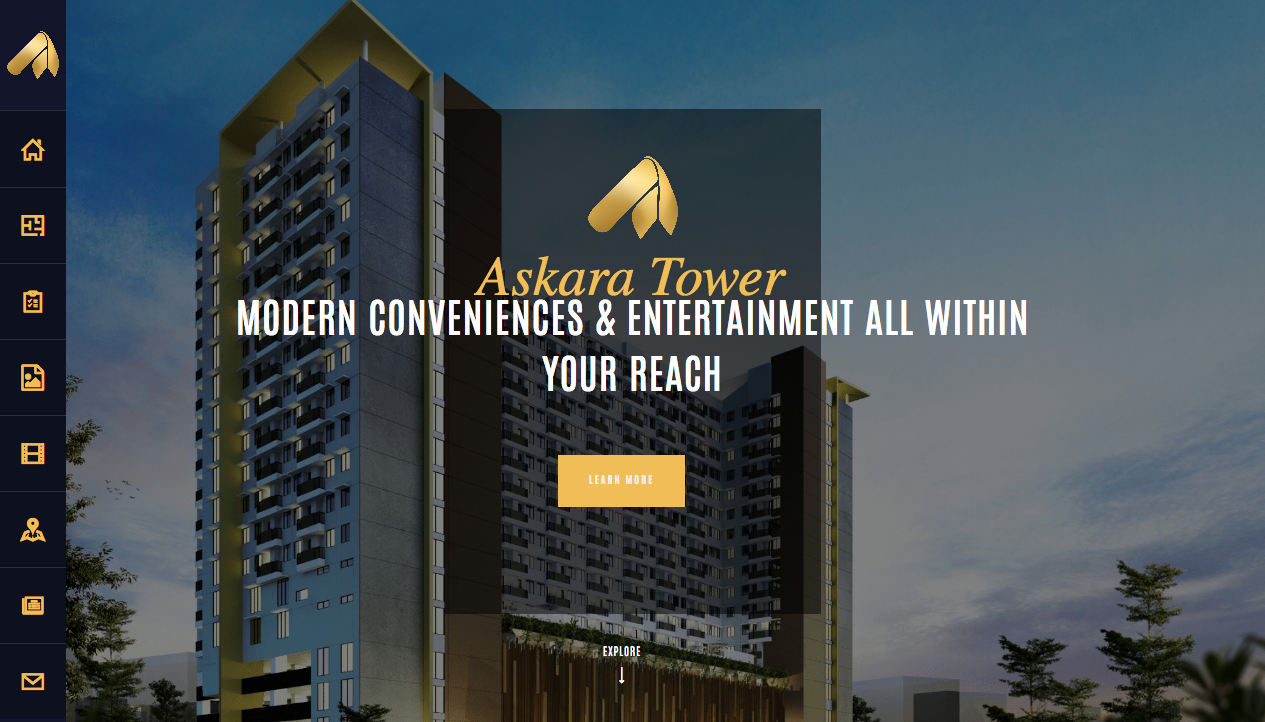 Askara Tower
MODERN CONVENIENCES & ENTERTAINMENT ALL WITHIN
YOUR REACH
LEARN MORE
EXPLORE